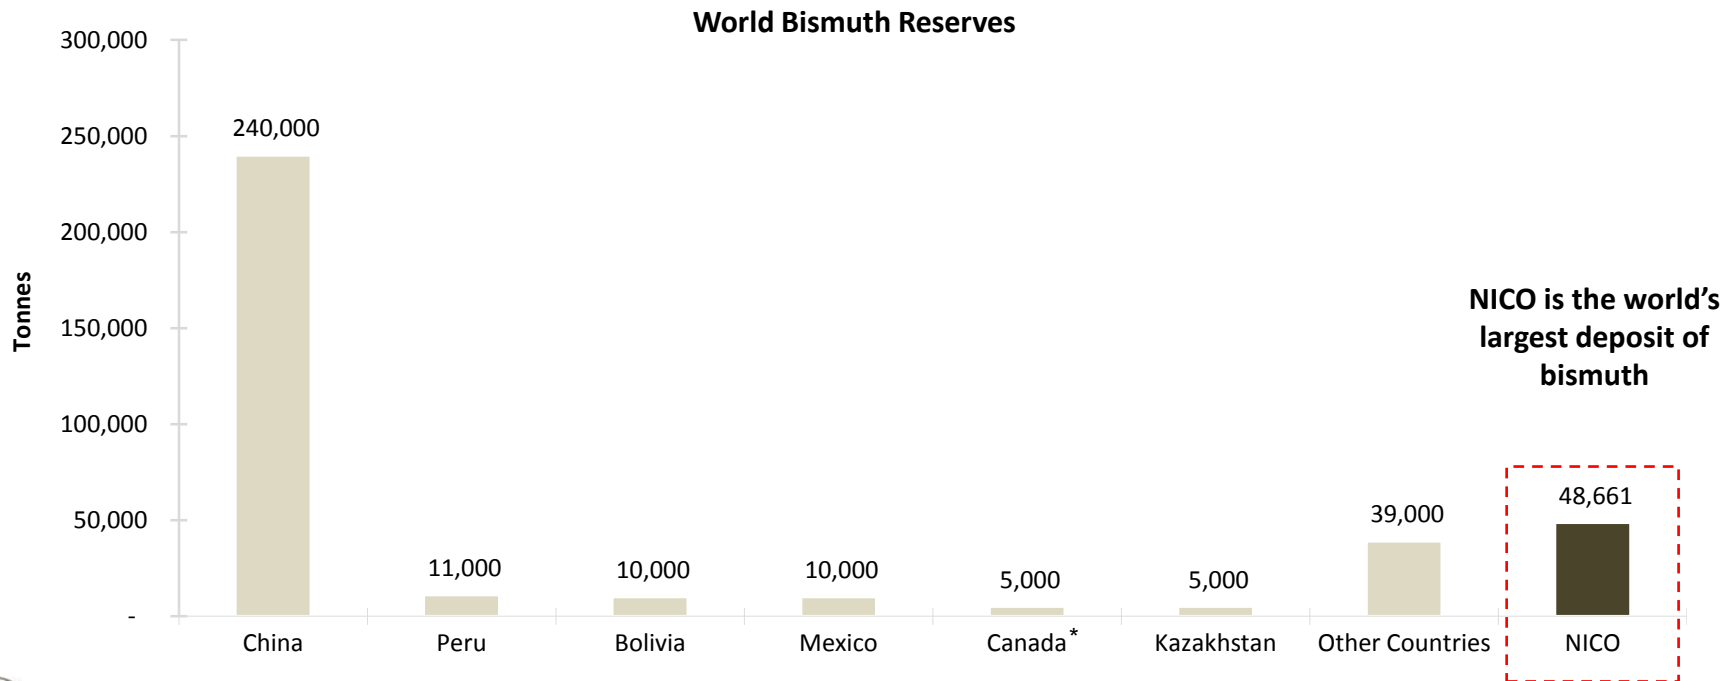 World Bismuth Reserves
300,000
250,000
200,000
150,000
100,000
50,000
-
Tonnes
240,000
11,000
10,000
10,000
5,000
5,000
39,000
48,661
NICO is the world’s
largest deposit of
bismuth
China
Peru
Bolivia
Mexico
Canada*
Kazakhstan
Other Countries
NICO